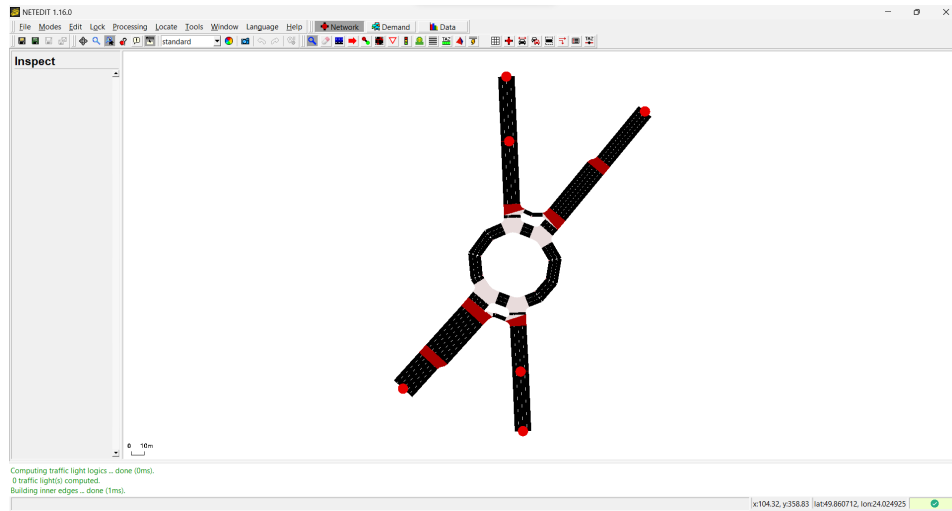 NETEDIT 1.16.0
File Modes Edit Lock Processing Locate Tools Window Language Help Network Demand Data
standard
Inspect
0 10m
Computing traffic light logics ... done (0ms).
0 traffic light(s) computed.
Building inner edges ... done (1ms).
x:104.32, y:358.83 lat:49.860712, lon:24.024925